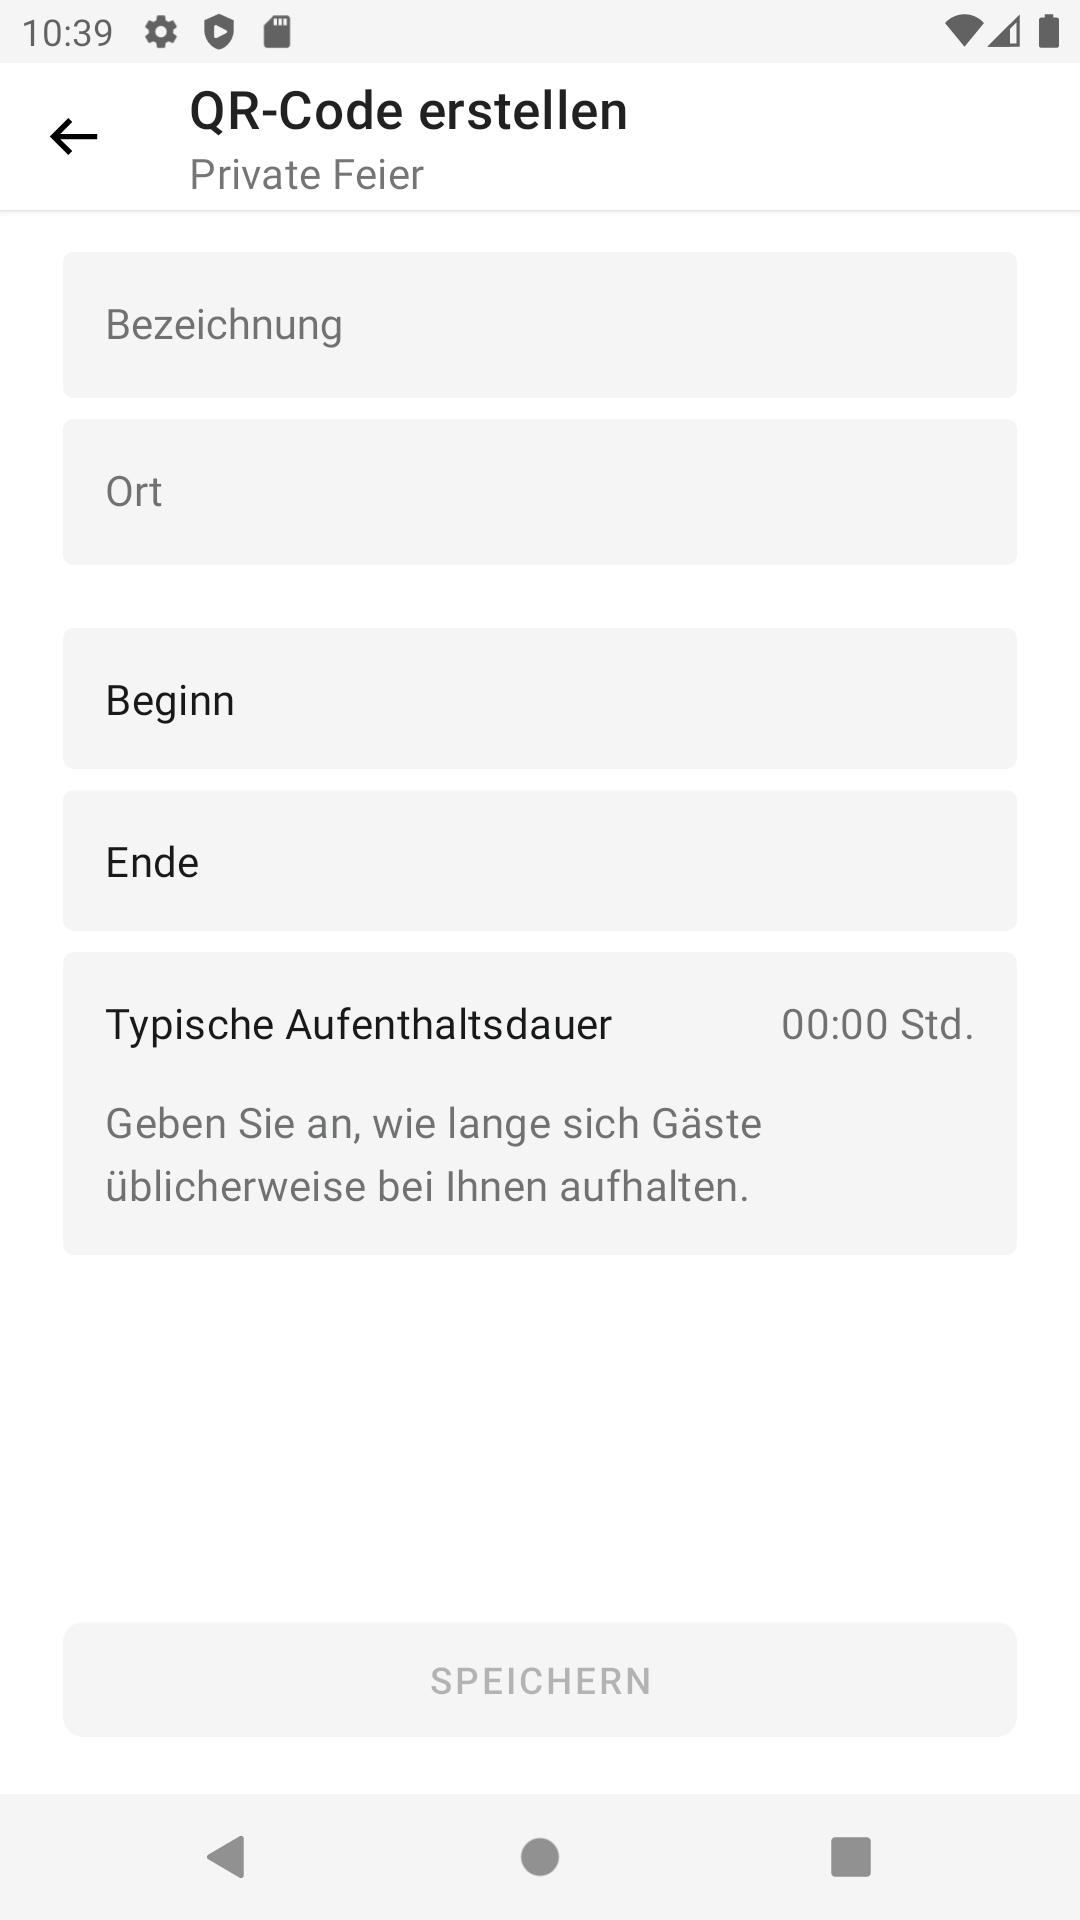 10:39
QR-Code erstellen
Private Feier
Bezeichnung
Ort
Beginn
Ende
Typische Aufenthaltsdauer 00:00 Std.
Geben Sie an, wie lange sich Gäste
üblicherweise bei Ihnen aufhalten.
SPEICHERN